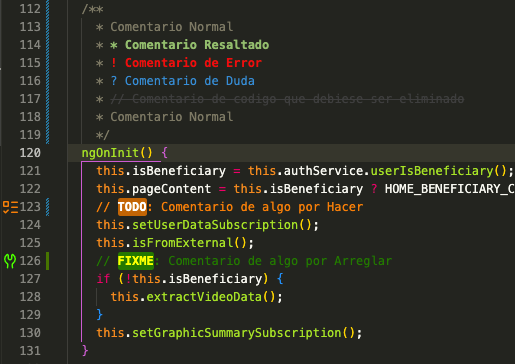 112 /**
113 * Comentario Normal
114 * * Comentario Resaltado
115 * ! Comentario de Error
116 * ? Comentario de Duda
117 * // Comentario de codigo que debiese ser eliminado
118 * Comentario Normal
119 */
120 ngOnInit() {
121 this.isBeneficiary = this.authService.userIsBeneficiary();
122 this.pageContent = this.isBeneficiary ? HOME_BENEFICIARY_C
123 // TODO: Comentario de algo por Hacer
124 this.setUserDataSubscription();
125 this.isFromExternal();
126 // FIXME: Comentario de algo por Arreglar
127 if (!this.isBeneficiary) {
128 this.extractVideoData();
129 }
130 this.setGraphicSummarySubscription();
131 }